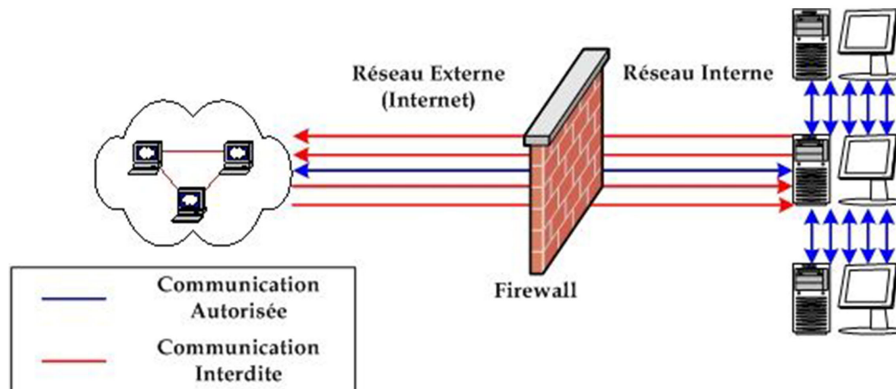 Réseau Externe
(Internet)
Réseau Interne
Firewall
Communication
Autorisée
Communication
Interdite